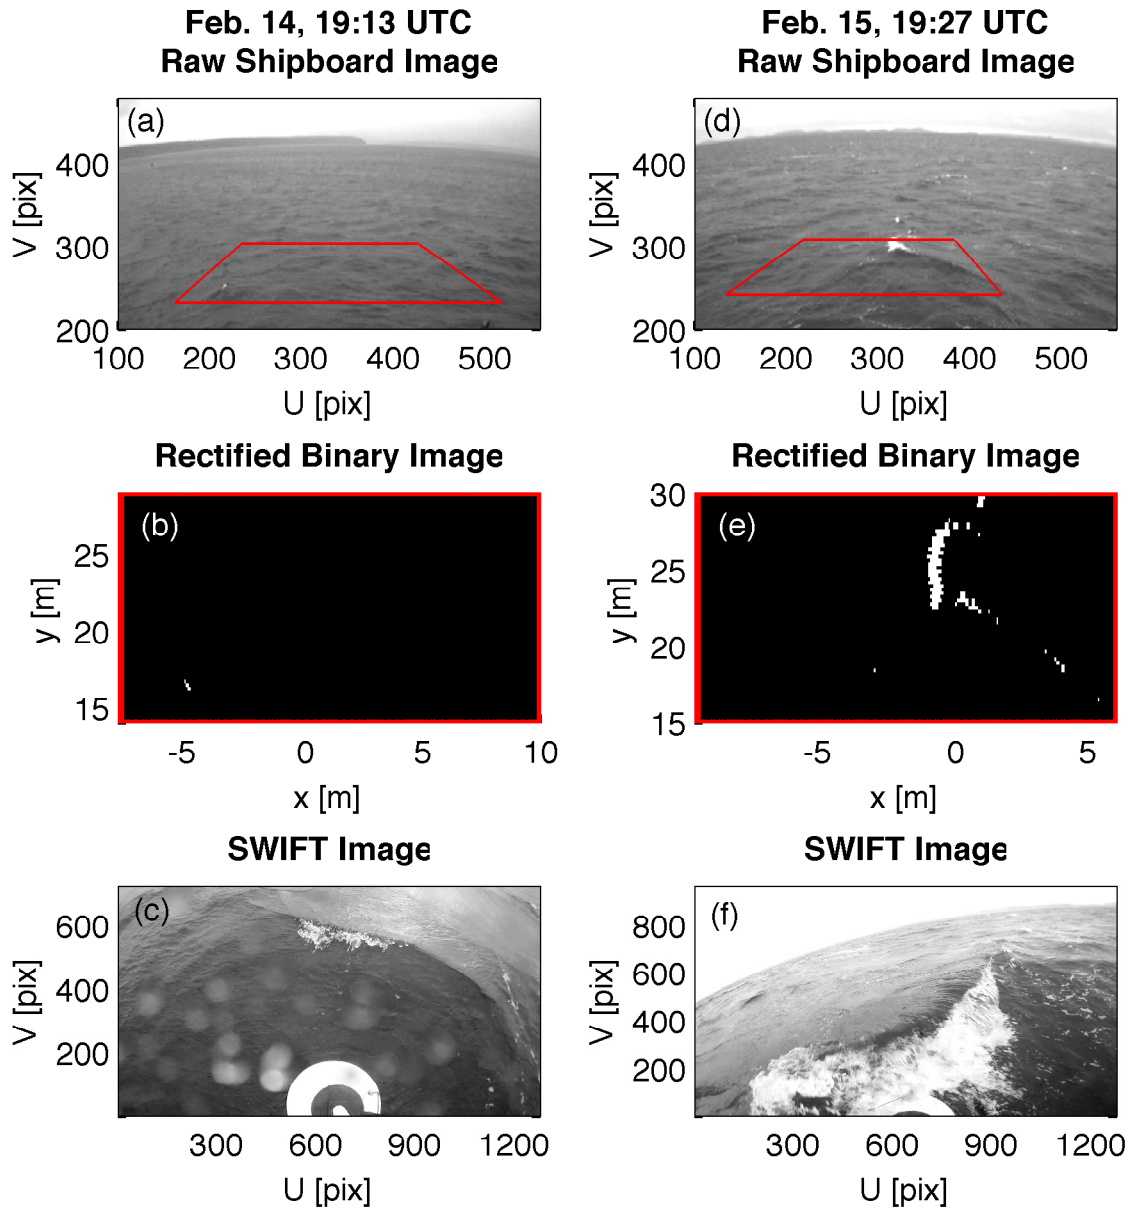 Feb. 14, 19:13 UTC
Raw Shipboard Image
(a)
400
300
200
V [pix]
100 200 300 400 500
U [pix]
Rectified Binary Image
(b)
25
20
15
y [m]
-5 0 5 10
x [m]
SWIFT Image
(c)
600
400
200
V [pix]
300 600 900 1200
U [pix]
Feb. 15, 19:27 UTC
Raw Shipboard Image
(d)
400
300
200
V [pix]
100 200 300 400 500
U [pix]
Rectified Binary Image
(e)
30
25
20
15
y [m]
-5 0 5
x [m]
SWIFT Image
(f)
800
600
400
200
V [pix]
300 600 900 1200
U [pix]